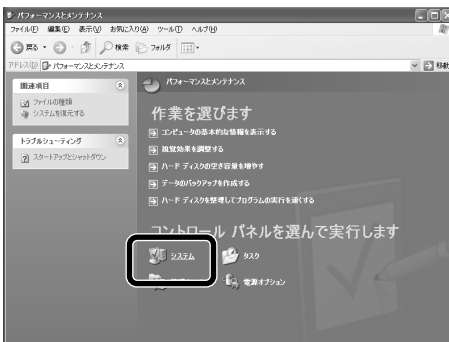 パフォーマンスとメンテナンス
ファイル(F) 編集(E) 表示(V) お気に入り(A) ツール(T) ヘルプ(H)
戻る 検索 フォルダ
アドレス(D) パフォーマンスとメンテナンス 移動
関連項目
ファイルの種類
システムを復元する
トラブルシューティング
スタートアップとシャットダウン
パフォーマンスとメンテナンス
作業を選びます
コンピュータの基本的な情報を表示する
視覚効果を調整する
ハード ディスクの空き容量を増やす
データのバックアップを作成する
ハード ディスクを整理してプログラムの実行を速くする
コントロール パネルを選んで実行します
システム タスク
電源オプション